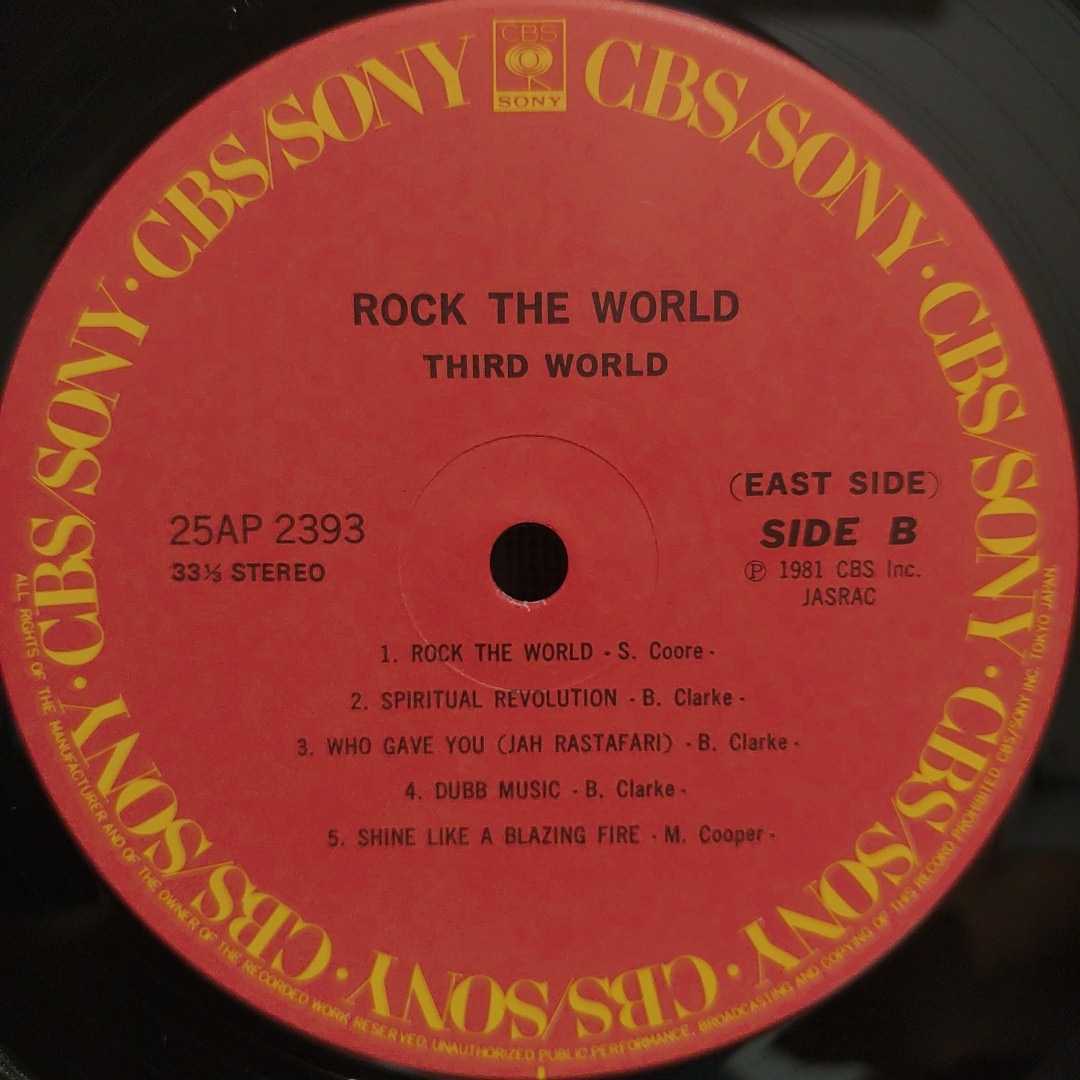 CBS
SONY
CBS/SONY · CBS/SONY · CBS/SONY · CBS/SONY · CBS/SONY · CBS/SONY · CBS/SONY · CBS/SONY
ROCK THE WORLD
THIRD WORLD
(EAST SIDE)
25AP 2393
SIDE B
33⅓ STEREO
Ⓟ 1981 CBS Inc.
JASRAC
1. ROCK THE WORLD - S. Coore -
2. SPIRITUAL REVOLUTION - B. Clarke -
3. WHO GAVE YOU (JAH RASTAFARI) - B. Clarke -
4. DUBB MUSIC - B. Clarke -
5. SHINE LIKE A BLAZING FIRE - M. Cooper -
ALL RIGHTS OF THE MANUFACTURER AND OF THE OWNER OF THE RECORDED WORK RESERVED. UNAUTHORIZED PUBLIC PERFORMANCE, BROADCASTING AND COPYING OF THIS RECORD PROHIBITED CBS/SONY INC. TOKYO JAPAN.